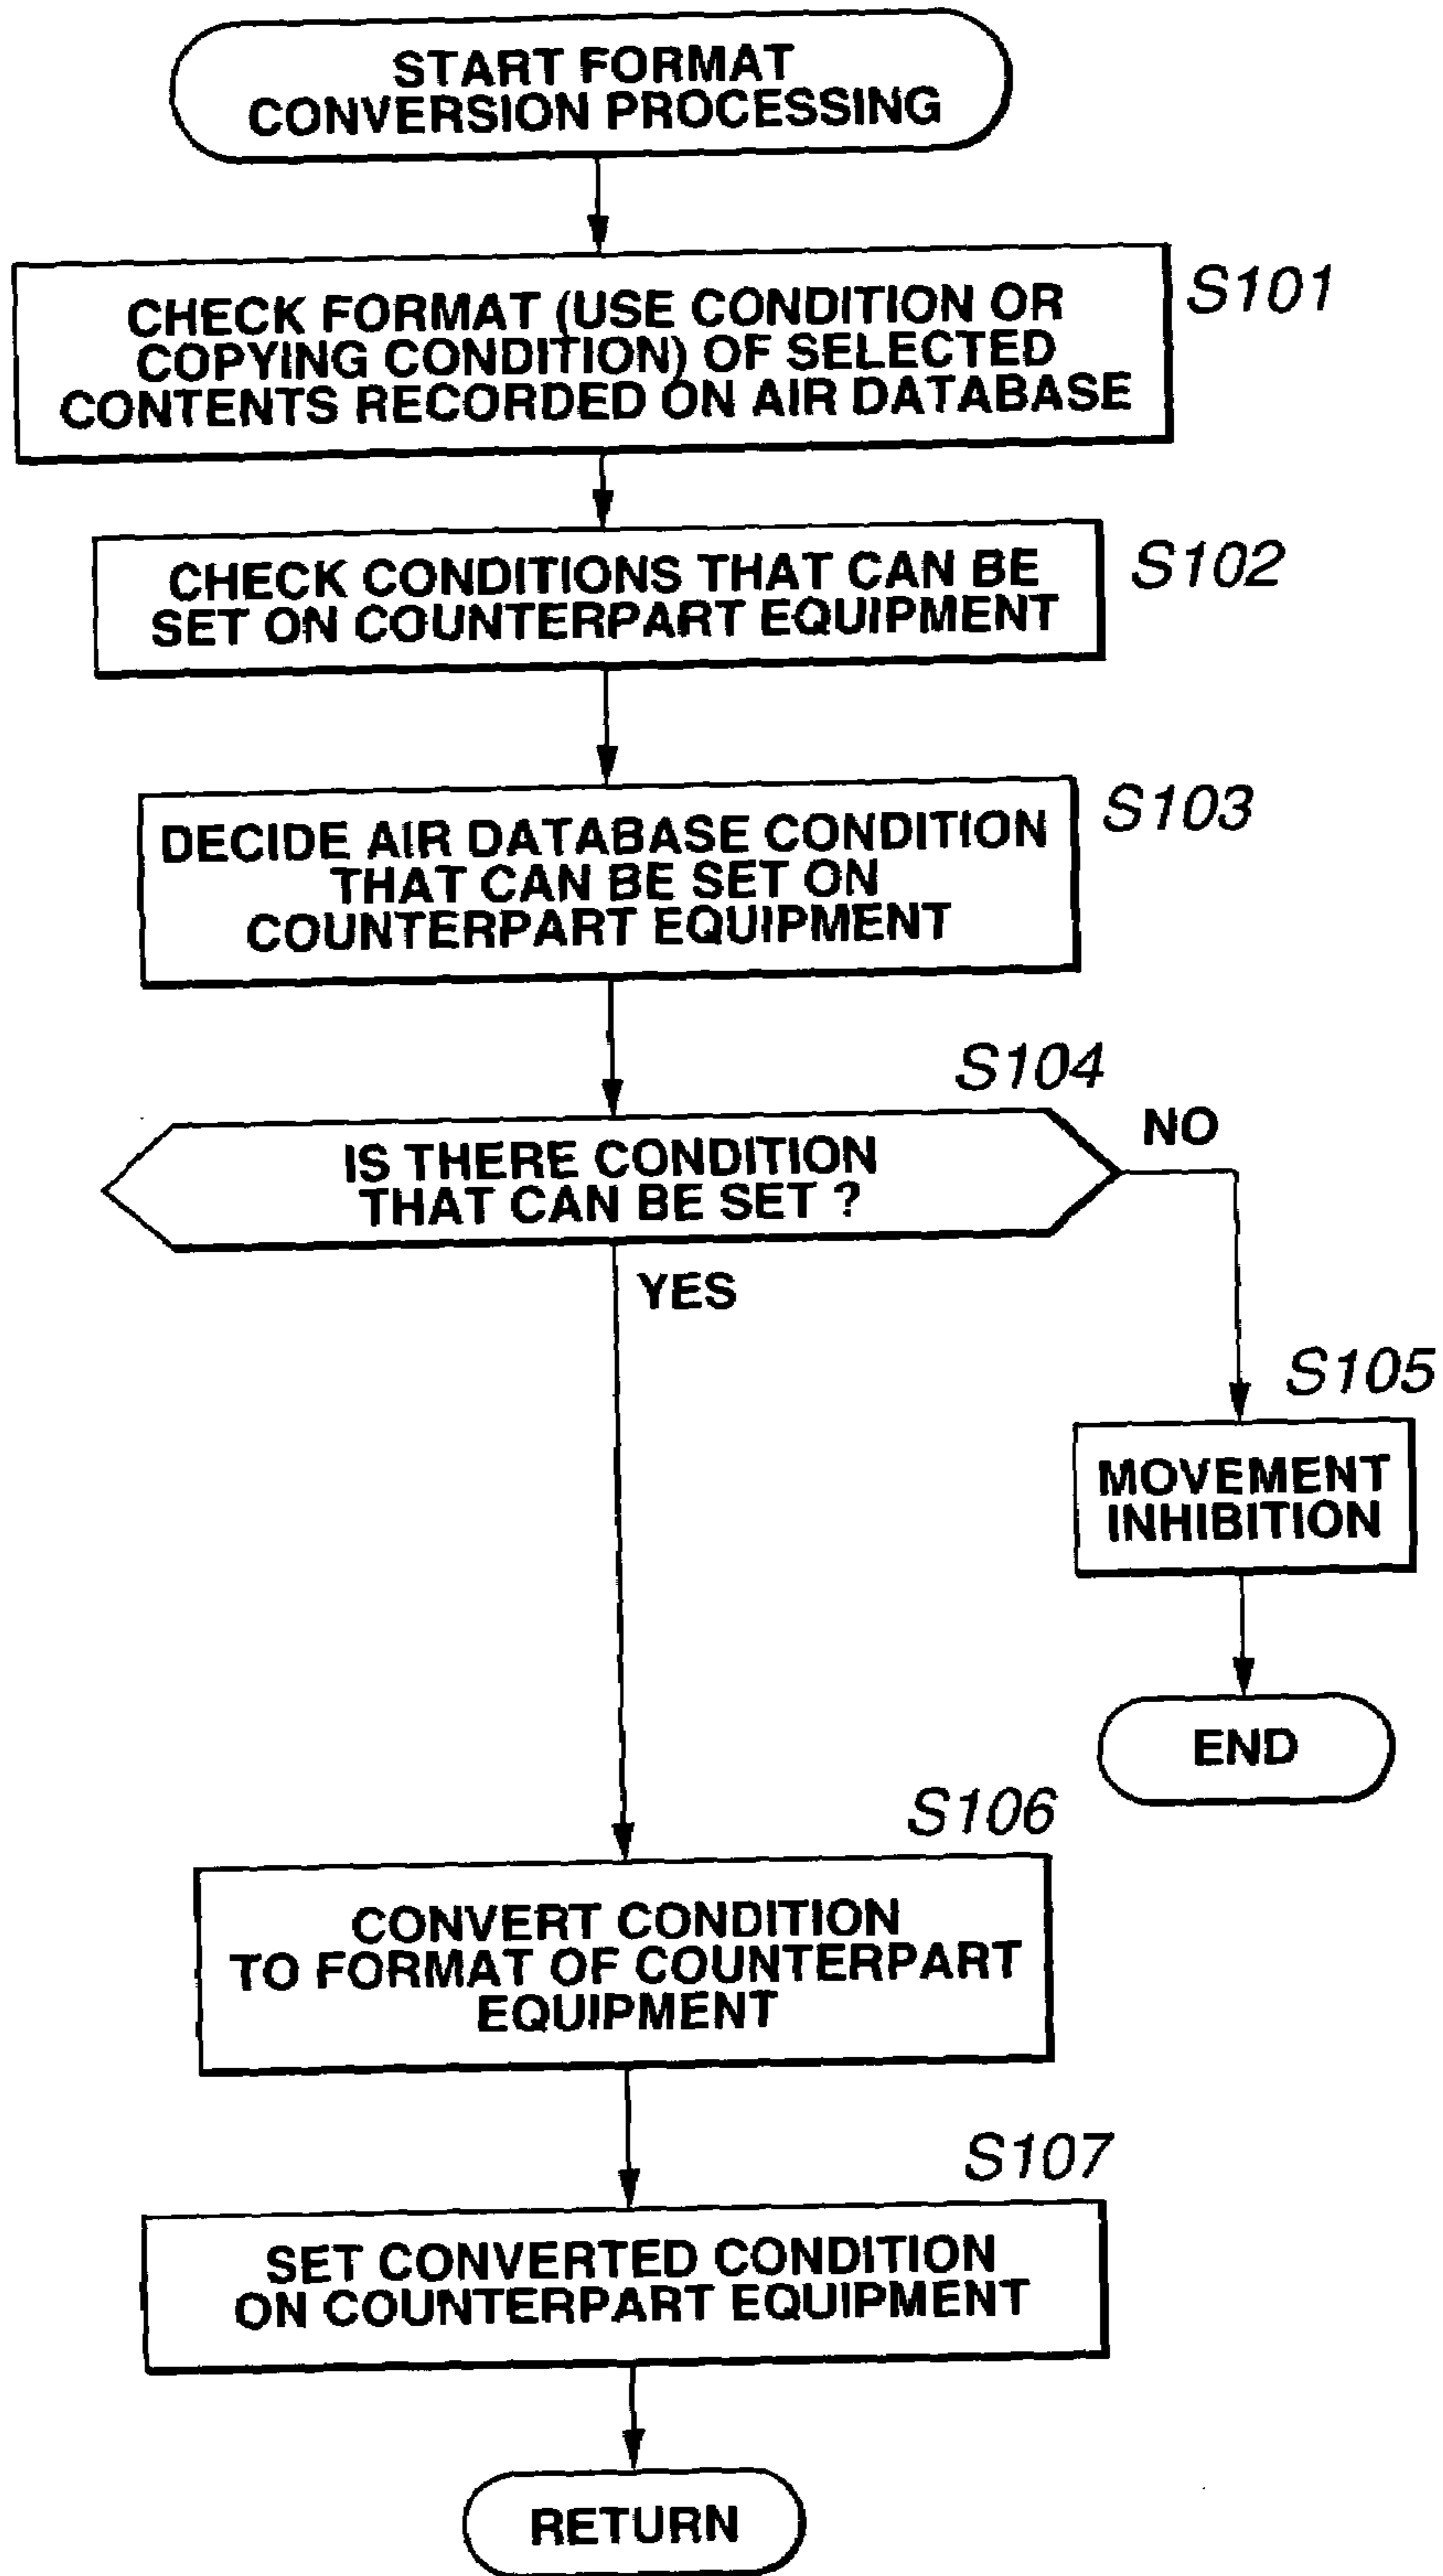 START FORMAT
CONVERSION PROCESSING
CHECK FORMAT (USE CONDITION OR
COPYING CONDITION) OF SELECTED
CONTENTS RECORDED ON AIR DATABASE
S101
CHECK CONDITIONS THAT CAN BE
SET ON COUNTERPART EQUIPMENT
S102
DECIDE AIR DATABASE CONDITION
THAT CAN BE SET ON
COUNTERPART EQUIPMENT
S103
S104
IS THERE CONDITION
THAT CAN BE SET ?
NO
YES
S105
MOVEMENT
INHIBITION
END
S106
CONVERT CONDITION
TO FORMAT OF COUNTERPART
EQUIPMENT
S107
SET CONVERTED CONDITION
ON COUNTERPART EQUIPMENT
RETURN